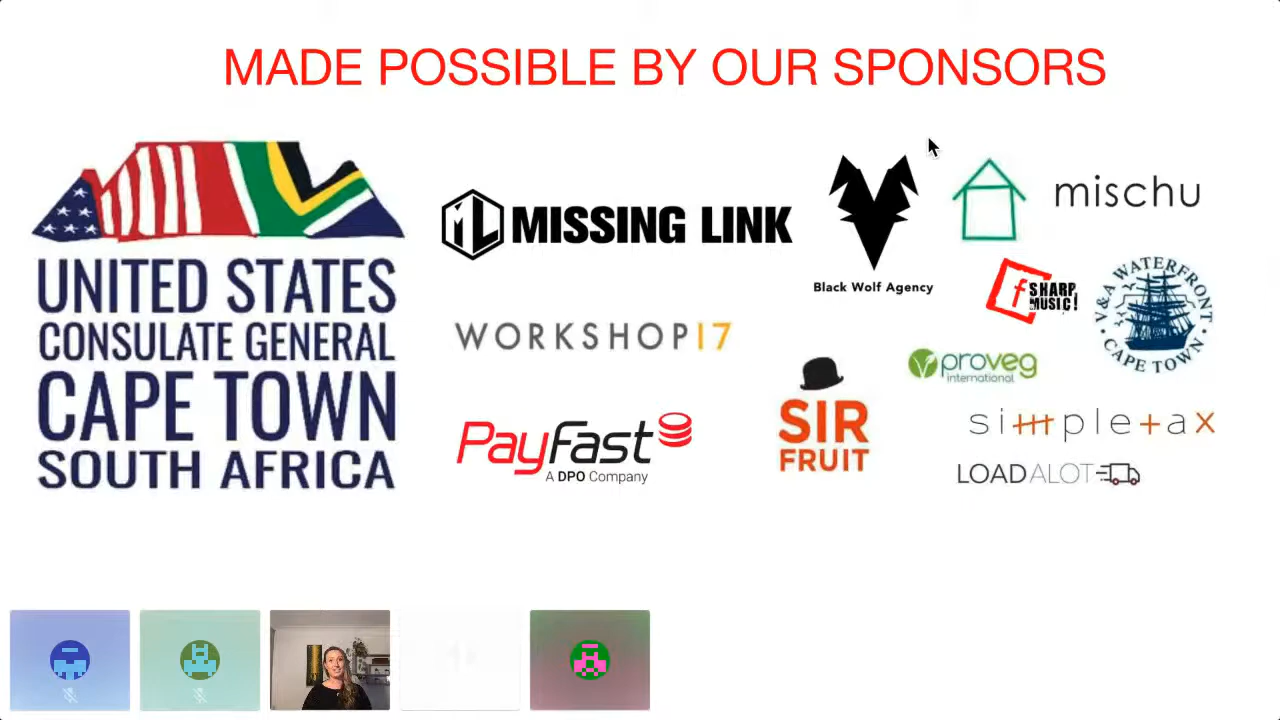 MADE POSSIBLE BY OUR SPONSORS
UNITED STATES
CONSULATE GENERAL
CAPE TOWN
SOUTH AFRICA
ML MISSING LINK
WORKSHOP17
PayFast
A DPO Company
Black Wolf Agency
mischu
f SHARP
MUSIC!
V&A WATERFRONT
CAPE TOWN
proveg
international
SIR
FRUIT
simpletax
LOADALOT